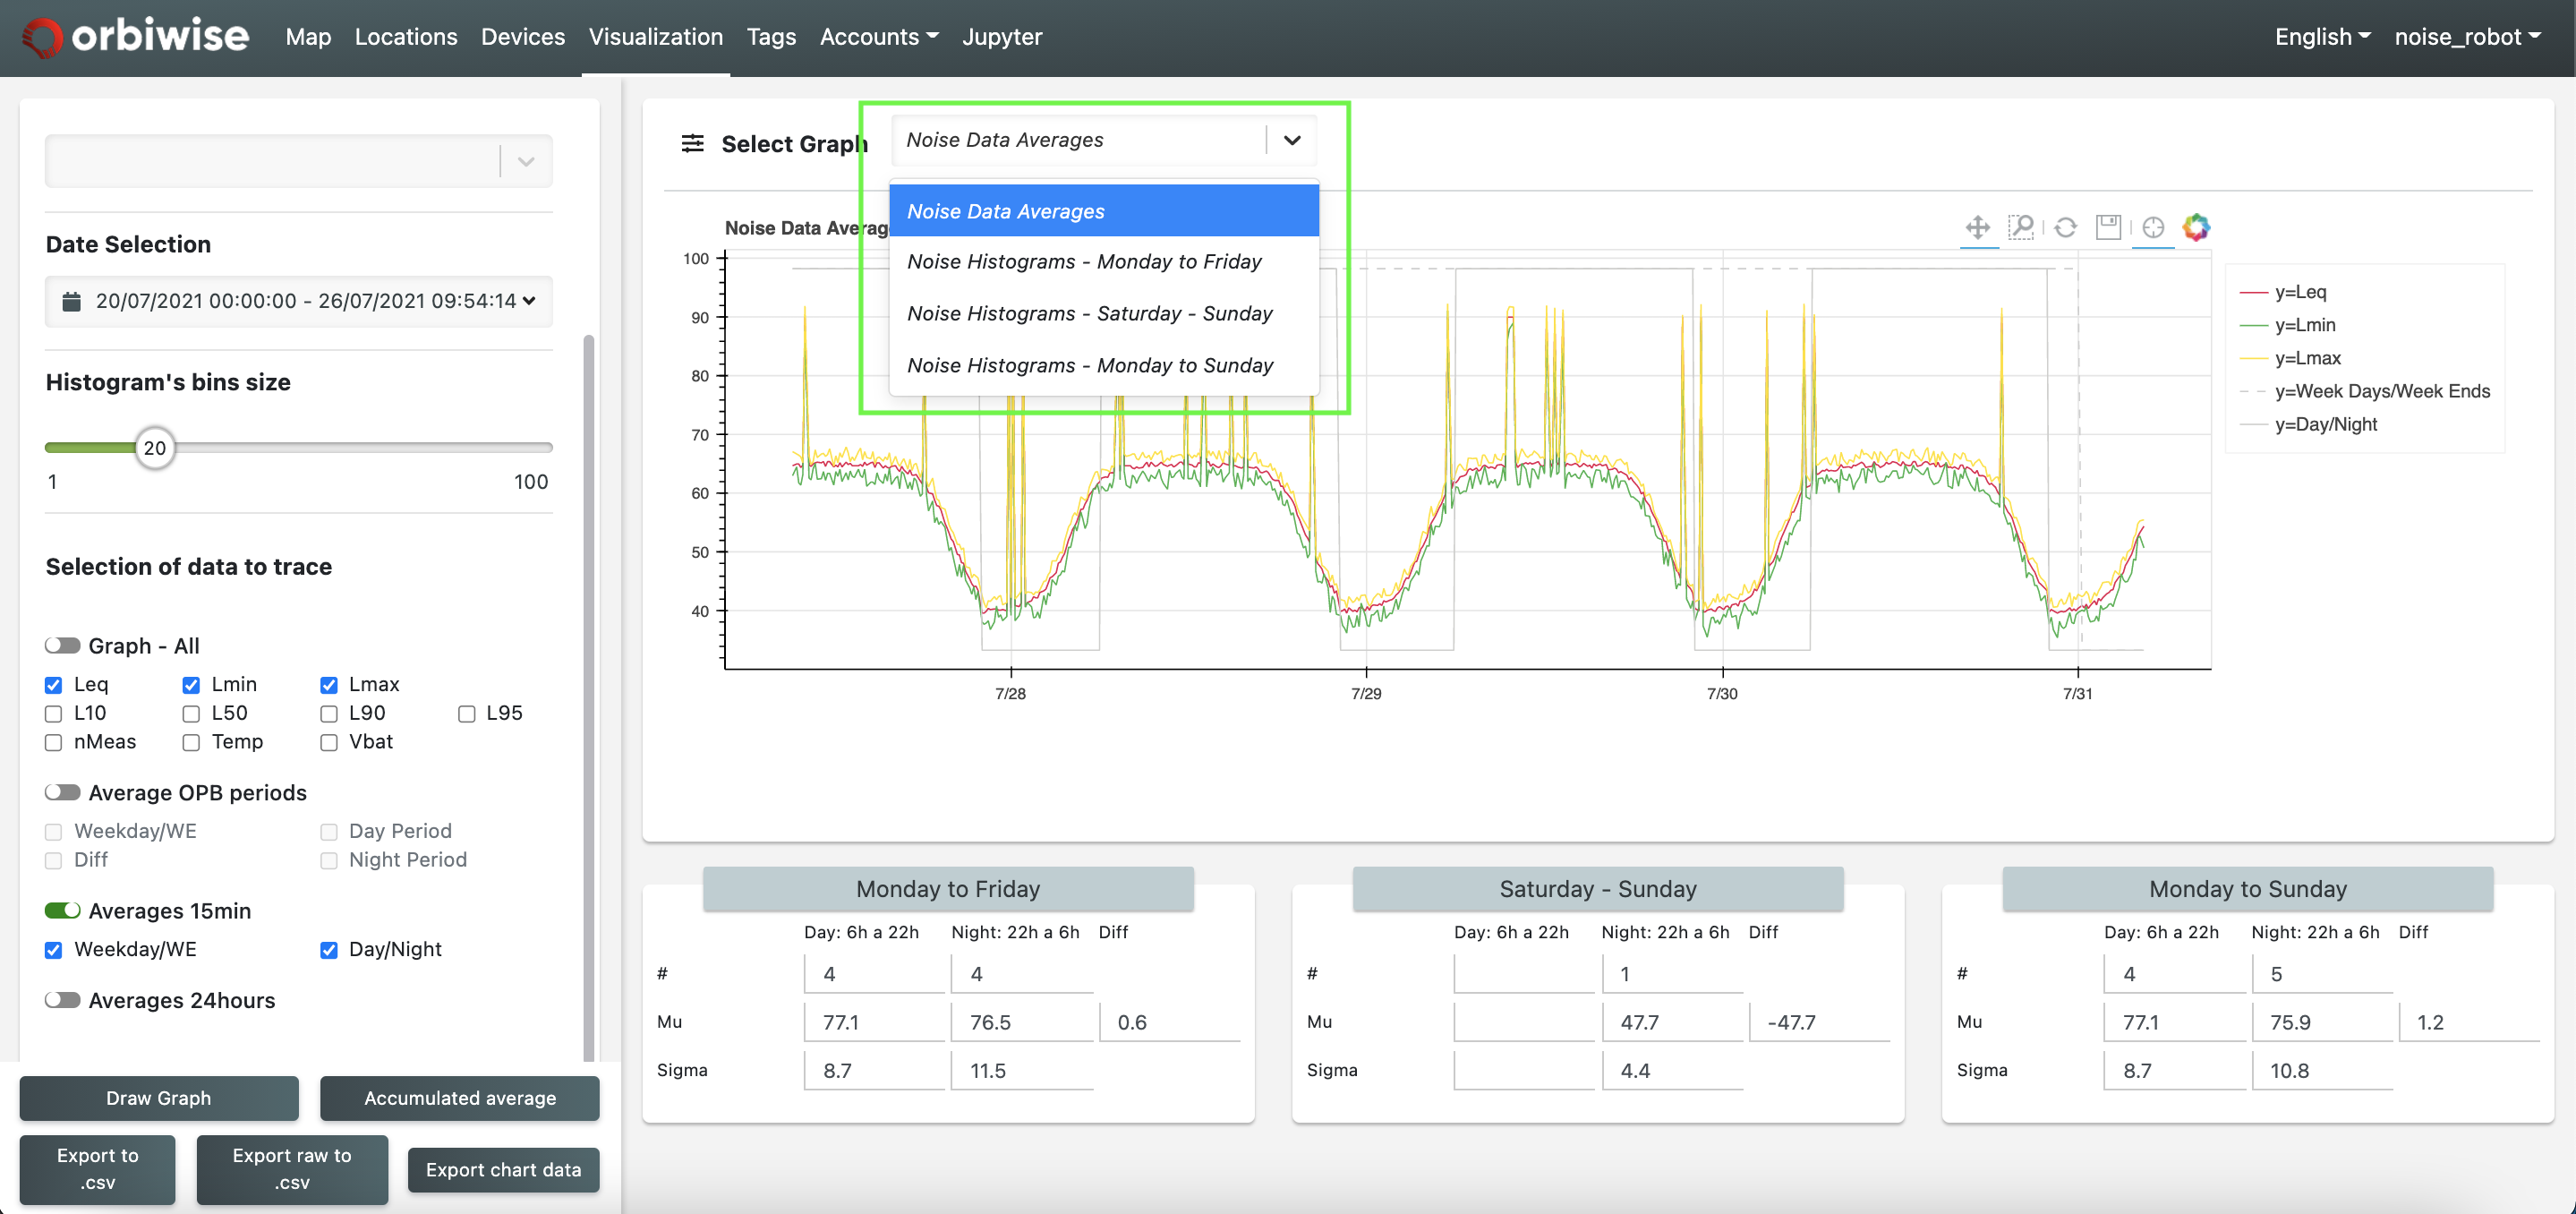 orbiwise Map Locations Devices Visualization Tags Accounts Jupyter English noise_robot
Date Selection
20/07/2021 00:00:00 - 26/07/2021 09:54:14
Histogram's bins size
20
1 100
Selection of data to trace
Graph - All
Leq Lmin Lmax
L10 L50 L90 L95
nMeas Temp Vbat
Average OPB periods
Weekday/WE Day Period
Diff Night Period
Averages 15min
Weekday/WE Day/Night
Averages 24hours
Draw Graph Accumulated average
Export to .csv
Export raw to .csv
Export chart data
Select Graph Noise Data Averages
Noise Data Averages
Noise Histograms - Monday to Friday
Noise Histograms - Saturday - Sunday
Noise Histograms - Monday to Sunday
Noise Data Averag
100
90
80
70
60
50
40
7/28 7/29 7/30 7/31
y=Leq
y=Lmin
y=Lmax
y=Week Days/Week Ends
y=Day/Night
Monday to Friday
Day: 6h a 22h Night: 22h a 6h Diff
# 4 4
Mu 77.1 76.5 0.6
Sigma 8.7 11.5
Saturday - Sunday
Day: 6h a 22h Night: 22h a 6h Diff
# 1
Mu 47.7 -47.7
Sigma 4.4
Monday to Sunday
Day: 6h a 22h Night: 22h a 6h Diff
# 4 5
Mu 77.1 75.9 1.2
Sigma 8.7 10.8